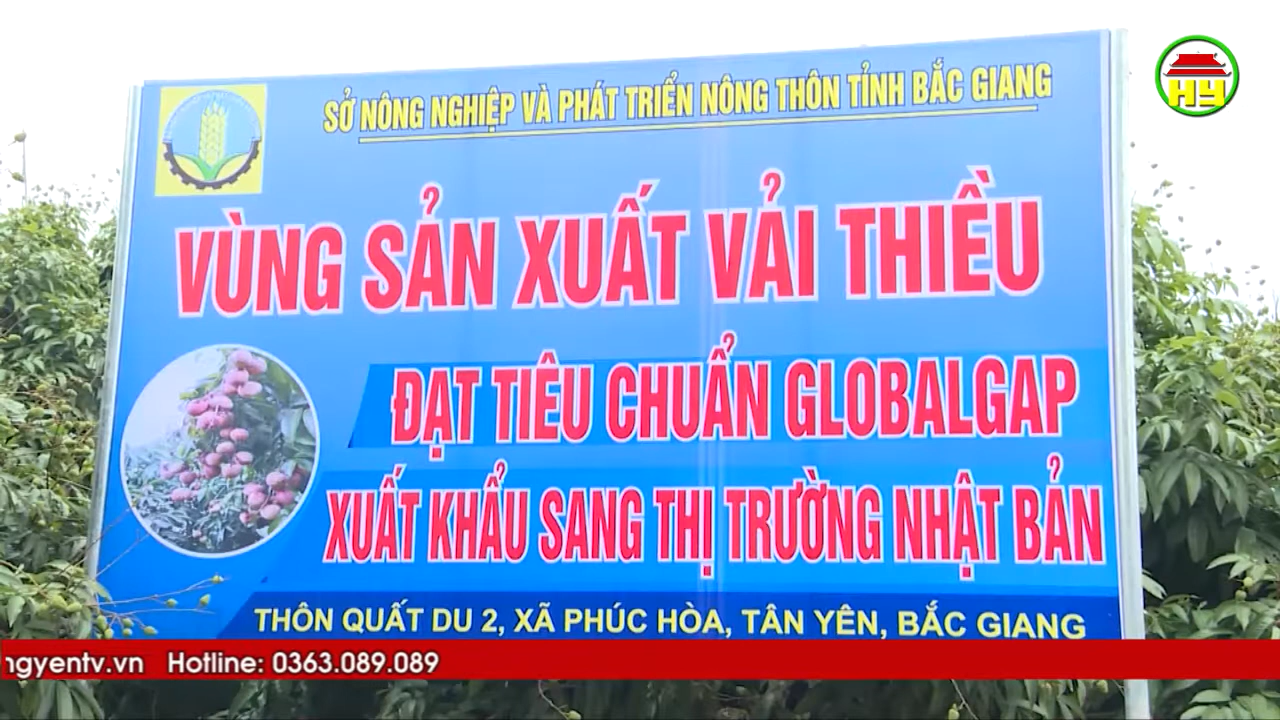 HY
SỞ NÔNG NGHIỆP VÀ PHÁT TRIỂN NÔNG THÔN TỈNH BẮC GIANG
VÙNG SẢN XUẤT VẢI THIỀU
ĐẠT TIÊU CHUẨN GLOBALGAP
XUẤT KHẨU SANG THỊ TRƯỜNG NHẬT BẢN
THÔN QUẤT DU 2, XÃ PHÚC HÒA, TÂN YÊN, BẮC GIANG
ngyentv.vn Hotline: 0363.089.089